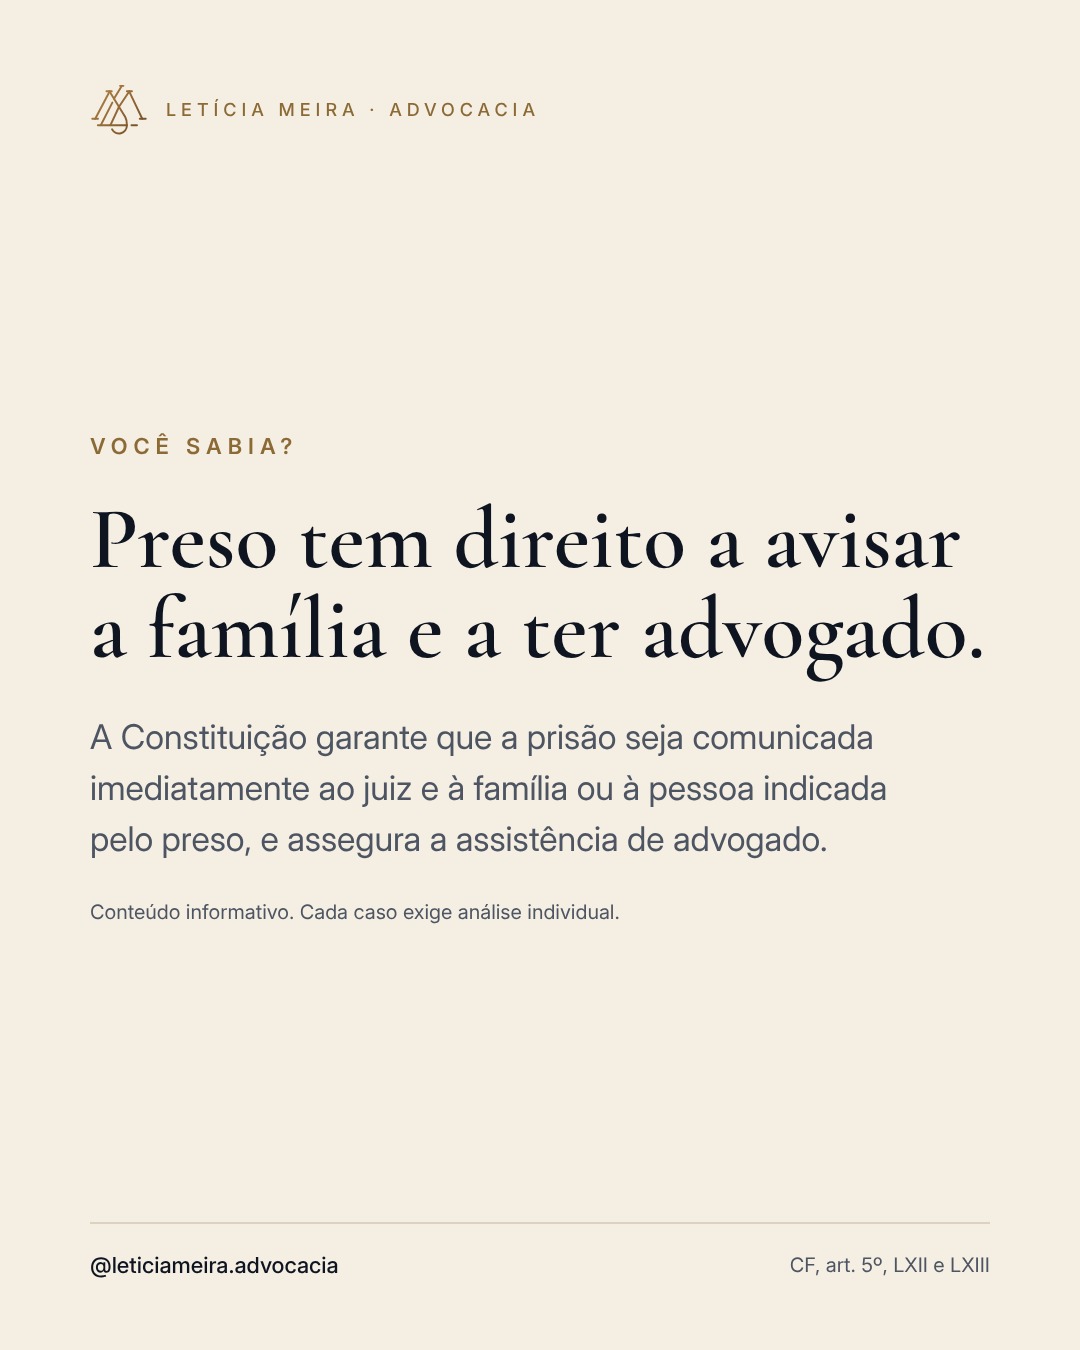 LETÍCIA MEIRA · ADVOCACIA
VOCÊ SABIA?
Preso tem direito a avisar
a família e a ter advogado.
A Constituição garante que a prisão seja comunicada
imediatamente ao juiz e à família ou à pessoa indicada
pelo preso, e assegura a assistência de advogado.
Conteúdo informativo. Cada caso exige análise individual.
@leticiameira.advocacia
CF, art. 5º, LXII e LXIII